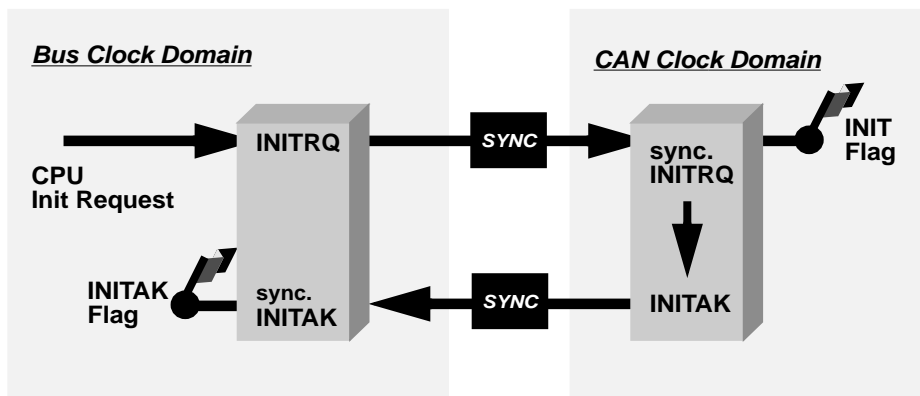 Bus Clock Domain
CAN Clock Domain
CPU
Init Request
INITRQ
SYNC
sync.
INITRQ
INIT
Flag
INITAK
Flag
sync.
INITAK
SYNC
INITAK